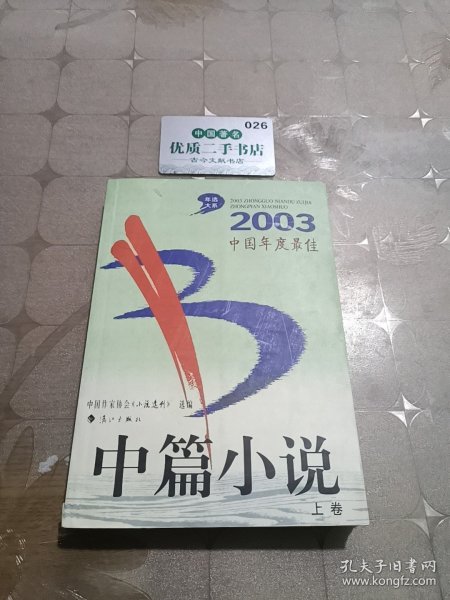 026
中国著名
优质二手书店
古今文献书店
年选
大系
2003 ZHONGGUO NIANDU ZUIJIA
ZHONGPIAN XIAOSHUO
2003
中国年度最佳
中国作家协会《小说选刊》 选编
漓江出版社
中篇小说
上卷
孔夫子旧书网
www.kongfz.com